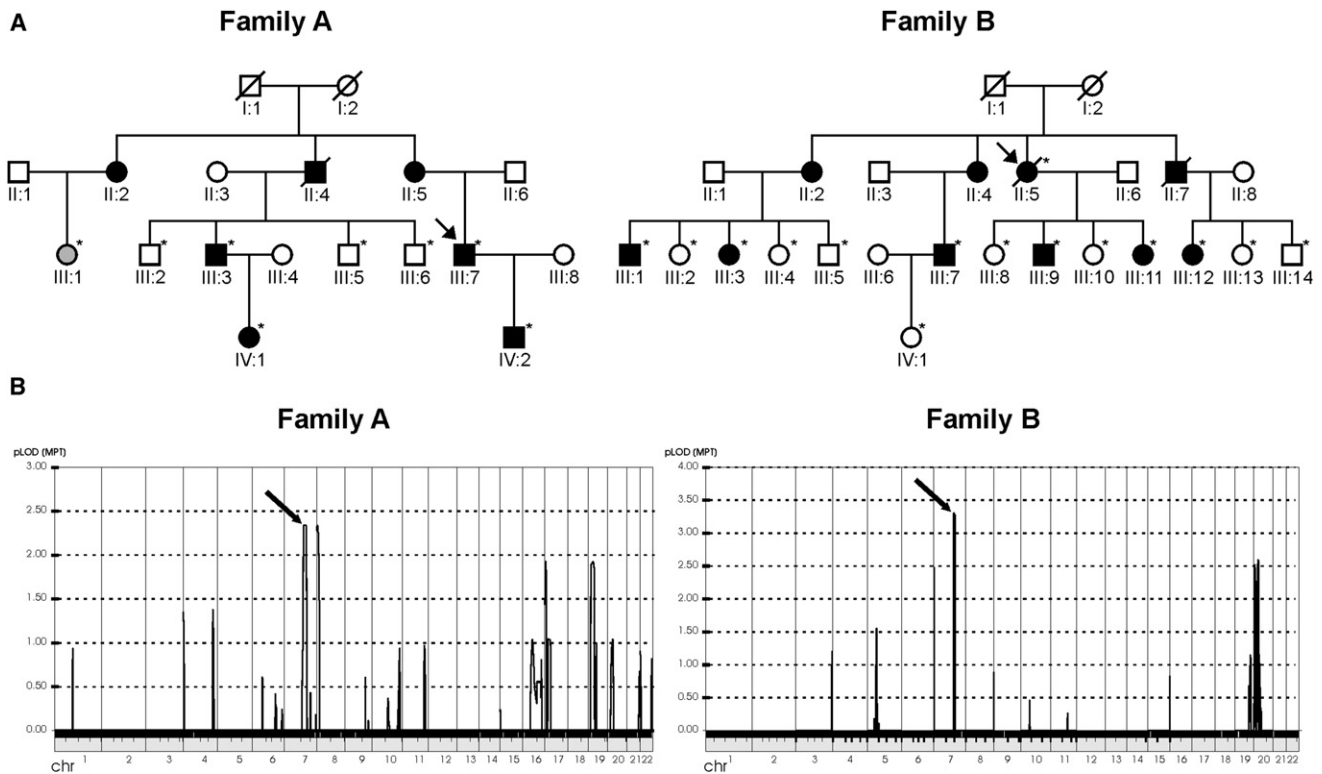 A
Family A
Family B
I:1 I:2
II:1 II:2 II:3 II:4 II:5 II:6
* * * * * *
III:1 III:2 III:3 III:4 III:5 III:6 III:7 III:8
* *
IV:1 IV:2
I:1 I:2
*
II:1 II:2 II:3 II:4 II:5 II:6 II:7 II:8
* * * * * * * * * * * * *
III:1 III:2 III:3 III:4 III:5 III:6 III:7 III:8 III:9 III:10 III:11 III:12 III:13 III:14
*
IV:1
B
Family A
pLOD (MPT)
3.00
2.50
2.00
1.50
1.00
0.50
0.00
chr 1 2 3 4 5 6 7 8 9 10 11 12 13 14 15 16 17 18 19 20 21 22
Family B
pLOD (MPT)
4.00
3.50
3.00
2.50
2.00
1.50
1.00
0.50
0.00
chr 1 2 3 4 5 6 7 8 9 10 11 12 13 14 15 16 17 18 19 20 21 22